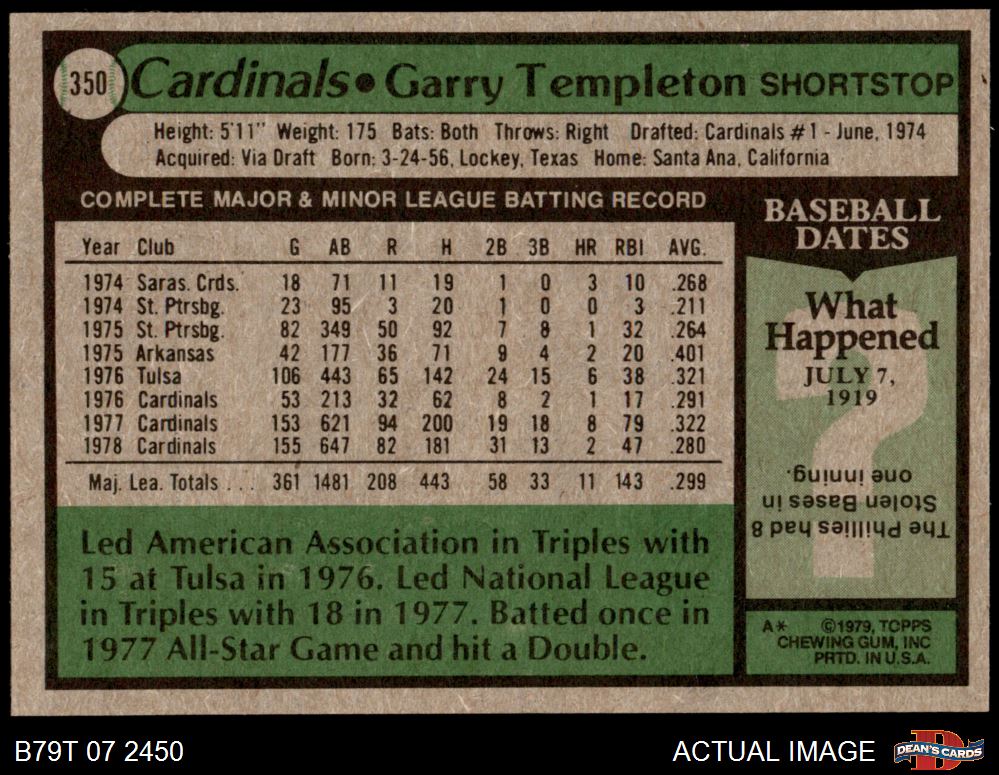 350 Cardinals • Garry Templeton SHORTSTOP
Height: 5'11" Weight: 175 Bats: Both Throws: Right Drafted: Cardinals #1 - June, 1974
Acquired: Via Draft Born: 3-24-56, Lockey, Texas Home: Santa Ana, California
COMPLETE MAJOR & MINOR LEAGUE BATTING RECORD
Year Club G AB R H 2B 3B HR RBI AVG.
1974 Saras. Crds. 18 71 11 19 1 0 3 10 .268
1974 St. Ptrsbg. 23 95 3 20 1 0 0 3 .211
1975 St. Ptrsbg. 82 349 50 92 7 8 1 32 .264
1975 Arkansas 42 177 36 71 9 4 2 20 .401
1976 Tulsa 106 443 65 142 24 15 6 38 .321
1976 Cardinals 53 213 32 62 8 2 1 17 .291
1977 Cardinals 153 621 94 200 19 18 8 79 .322
1978 Cardinals 155 647 82 181 31 13 2 47 .280
Maj. Lea. Totals . . . 361 1481 208 443 58 33 11 143 .299
Led American Association in Triples with
15 at Tulsa in 1976. Led National League
in Triples with 18 in 1977. Batted once in
1977 All-Star Game and hit a Double.
BASEBALL
DATES
What
Happened
JULY 7,
1919
?
The Phillies had 8
Stolen Bases in
one inning.
A* ©1979, TOPPS
CHEWING GUM, INC
PRTD. IN U.S.A.
B79T 07 2450
ACTUAL IMAGE
D
DEAN'S CARDS